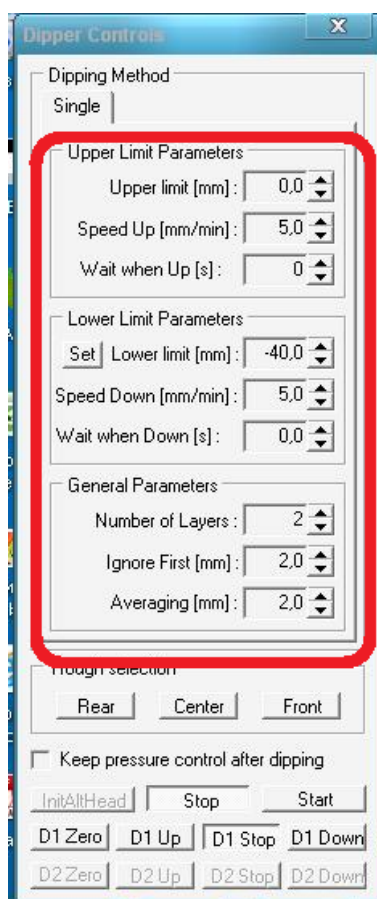 Dipper Controls
X
Dipping Method
Single
Upper Limit Parameters
Upper limit [mm] : 0,0
Speed Up [mm/min] : 5,0
Wait when Up [s] : 0
Lower Limit Parameters
Set Lower limit [mm] : -40,0
Speed Down [mm/min] : 5,0
Wait when Down [s] : 0,0
General Parameters
Number of Layers : 2
Ignore First [mm] : 2,0
Averaging [mm] : 2,0
selection
Rear Center Front
Keep pressure control after dipping
InitAltHead Stop Start
D1 Zero D1 Up D1 Stop D1 Down
D2 Zero D2 Up D2 Stop D2 Down